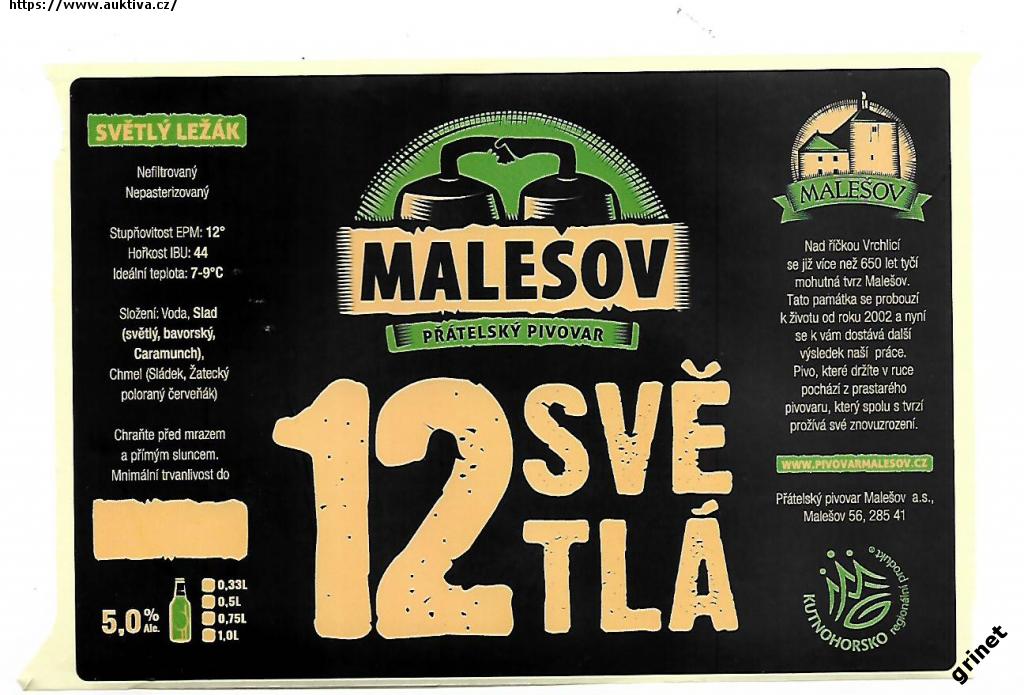 https://www.auktiva.cz/
SVĚTLÝ LEŽÁK
Nefiltrovaný
Nepasterizovaný
Stupňovitost EPM: 12°
Hořkost IBU: 44
Ideální teplota: 7-9°C
Složení: Voda, Slad
(světlý, bavorský,
Caramunch),
Chmel (Sládek, Žatecký
poloraný červeňák)
Chraňte před mrazem
a přímým sluncem.
Mnimální trvanlivost do
5,0%
Alc.
0,33L
0,5L
0,75L
1,0L
MALEŠOV
PŘÁTELSKÝ PIVOVAR
12 SVĚ
TLÁ
MALEŠOV
Nad říčkou Vrchlicí
se již více než 650 let tyčí
mohutná tvrz Malešov.
Tato památka se probouzí
k životu od roku 2002 a nyní
se k vám dostává další
výsledek naší práce.
Pivo, které držíte v ruce
pochází z prastarého
pivovaru, který spolu s tvrzí
prožívá své znovuzrození.
WWW.PIVOVARMALESOV.CZ
Přátelský pivovar Malešov a.s.,
Malešov 56, 285 41
KUTNOHORSKO regionální produkt®
grinet